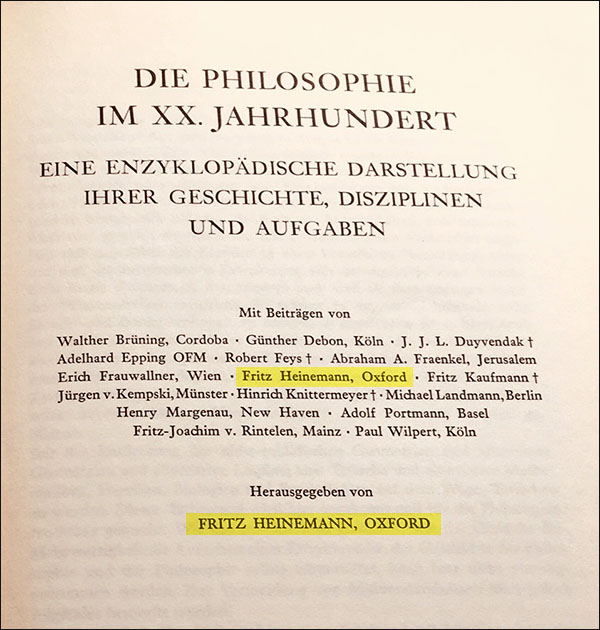 DIE PHILOSOPHIE
IM XX. JAHRHUNDERT
EINE ENZYKLOPÄDISCHE DARSTELLUNG
IHRER GESCHICHTE, DISZIPLINEN
UND AUFGABEN
Mit Beiträgen von
Walther Brüning, Cordoba · Günther Debon, Köln · J. J. L. Duyvendak †
Adelhard Epping OFM · Robert Feys † · Abraham A. Fraenkel, Jerusalem
Erich Frauwallner, Wien · Fritz Heinemann, Oxford · Fritz Kaufmann †
Jürgen v. Kempski, Münster · Hinrich Knittermeyer † · Michael Landmann, Berlin
Henry Margenau, New Haven · Adolf Portmann, Basel
Fritz-Joachim v. Rintelen, Mainz · Paul Wilpert, Köln
Herausgegeben von
FRITZ HEINEMANN, OXFORD